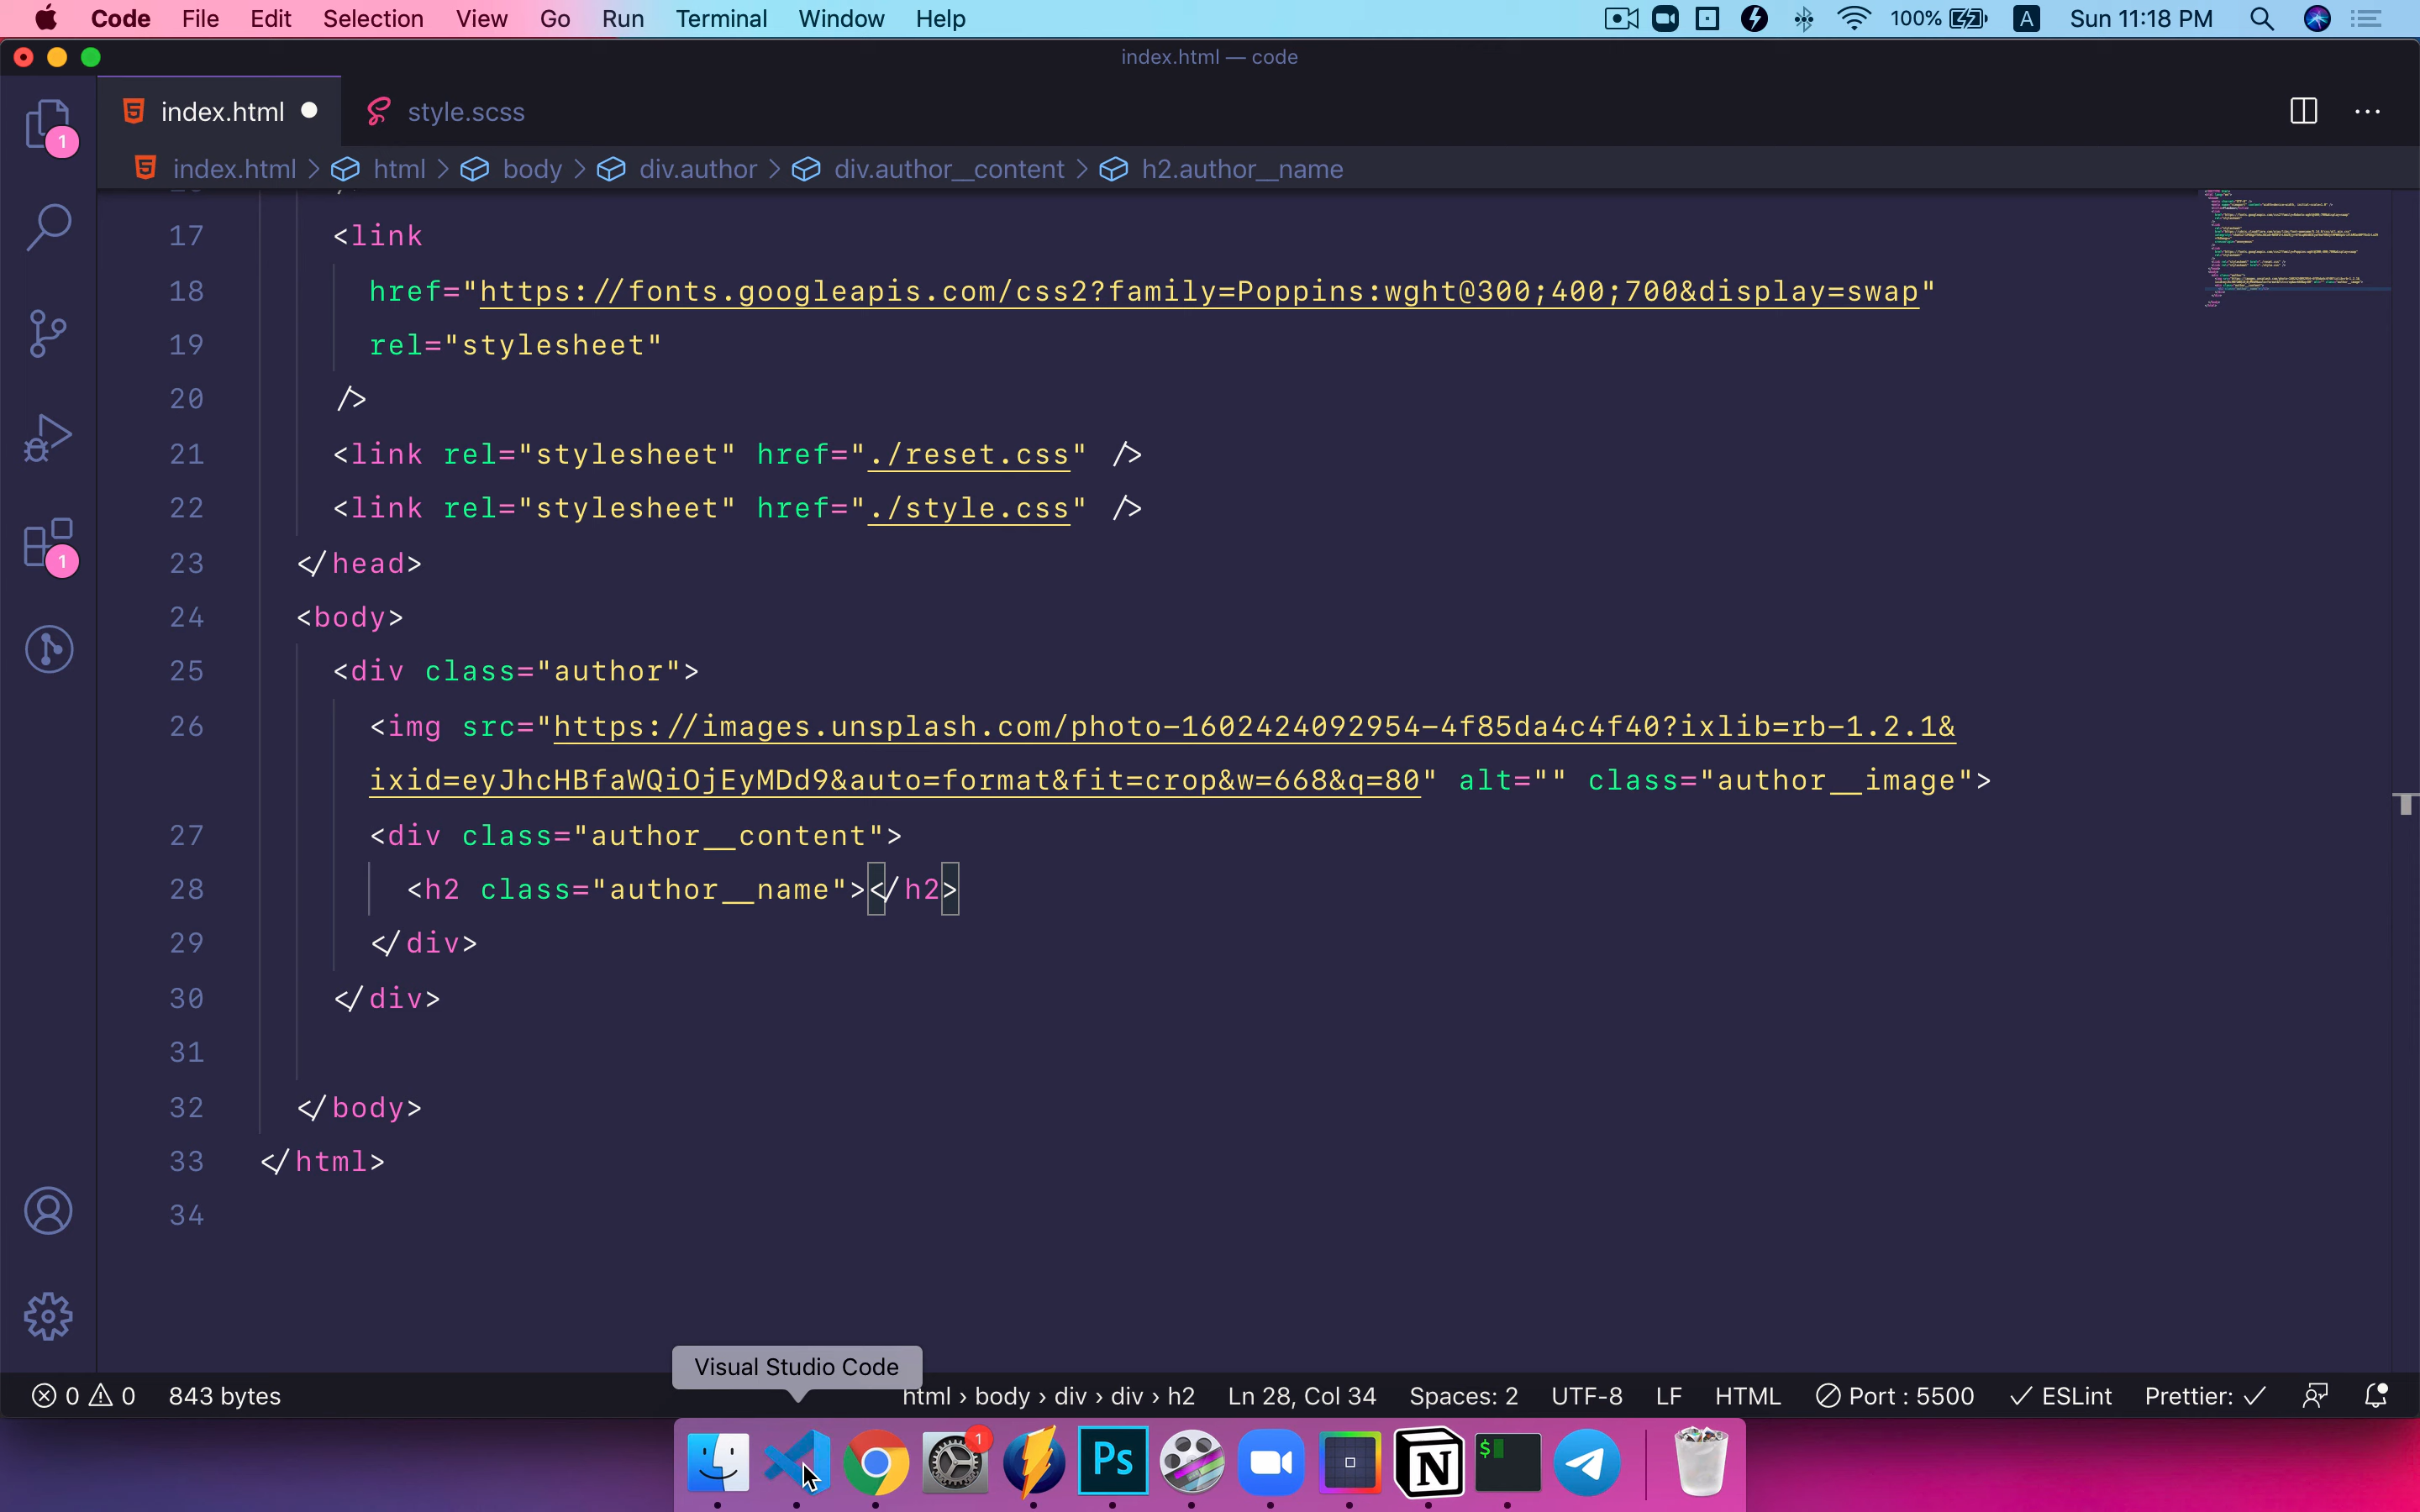 Code File Edit Selection View Go Run Terminal Window Help 100% A Sun 11:18 PM
index.html — code
index.html style.scss
index.html > html > body > div.author > div.author__content > h2.author__name
17 <link
18 href="https://fonts.googleapis.com/css2?family=Poppins:wght@300;400;700&display=swap"
19 rel="stylesheet"
20 />
21 <link rel="stylesheet" href="./reset.css" />
22 <link rel="stylesheet" href="./style.css" />
23 </head>
24 <body>
25 <div class="author">
26 <img src="https://images.unsplash.com/photo-1602424092954-4f85da4c4f40?ixlib=rb-1.2.1&
ixid=eyJhcHBfaWQiOjEyMDd9&auto=format&fit=crop&w=668&q=80" alt="" class="author__image">
27 <div class="author__content">
28 <h2 class="author__name"></h2>
29 </div>
30 </div>
31
32 </body>
33 </html>
34
1
1
Visual Studio Code
0 0 843 bytes html › body › div › div › h2 Ln 28, Col 34 Spaces: 2 UTF-8 LF HTML Port : 5500 ✓ ESLint Prettier: ✓
1 Ps N $